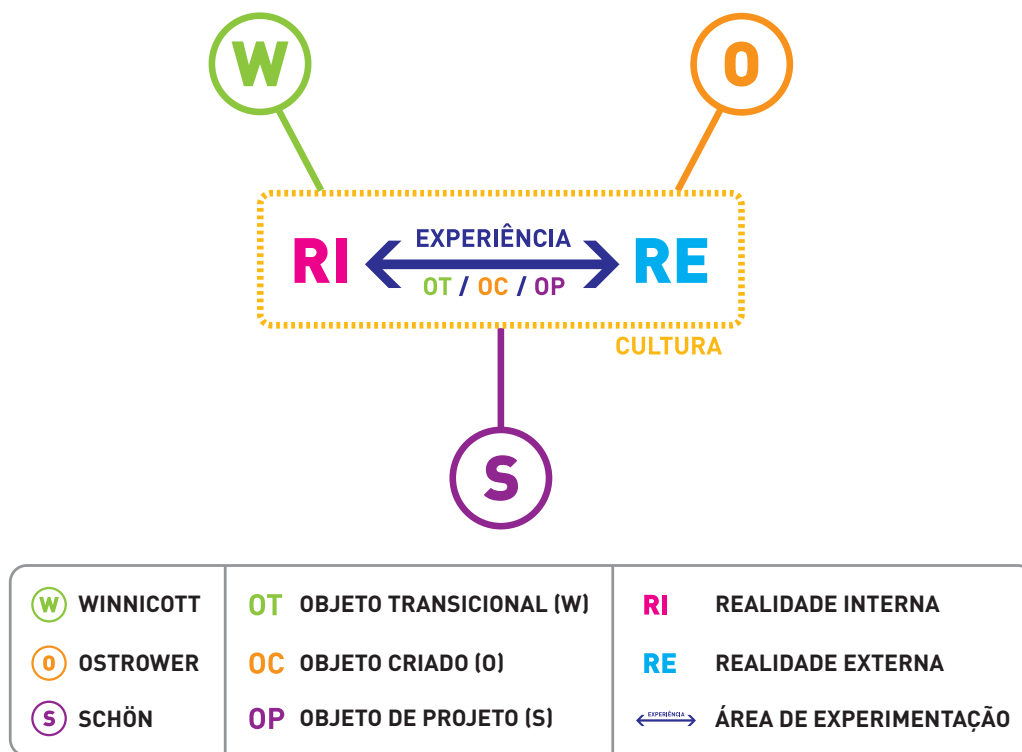 W
O
RI EXPERIÊNCIA RE
OT / OC / OP
CULTURA
S
W WINNICOTT
O OSTROWER
S SCHÖN
OT OBJETO TRANSICIONAL (W)
OC OBJETO CRIADO (O)
OP OBJETO DE PROJETO (S)
RI REALIDADE INTERNA
RE REALIDADE EXTERNA
EXPERIÊNCIA ÁREA DE EXPERIMENTAÇÃO